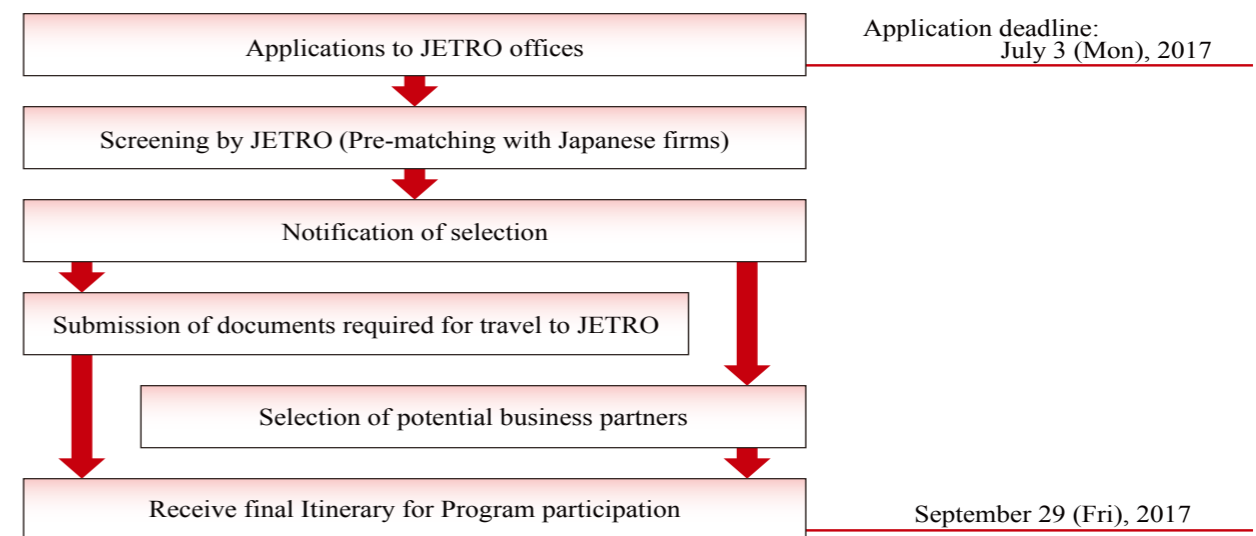 Applications to JETRO offices
Application deadline:
July 3 (Mon), 2017
Screening by JETRO (Pre-matching with Japanese firms)
Notification of selection
Submission of documents required for travel to JETRO
Selection of potential business partners
Receive final Itinerary for Program participation
September 29 (Fri), 2017